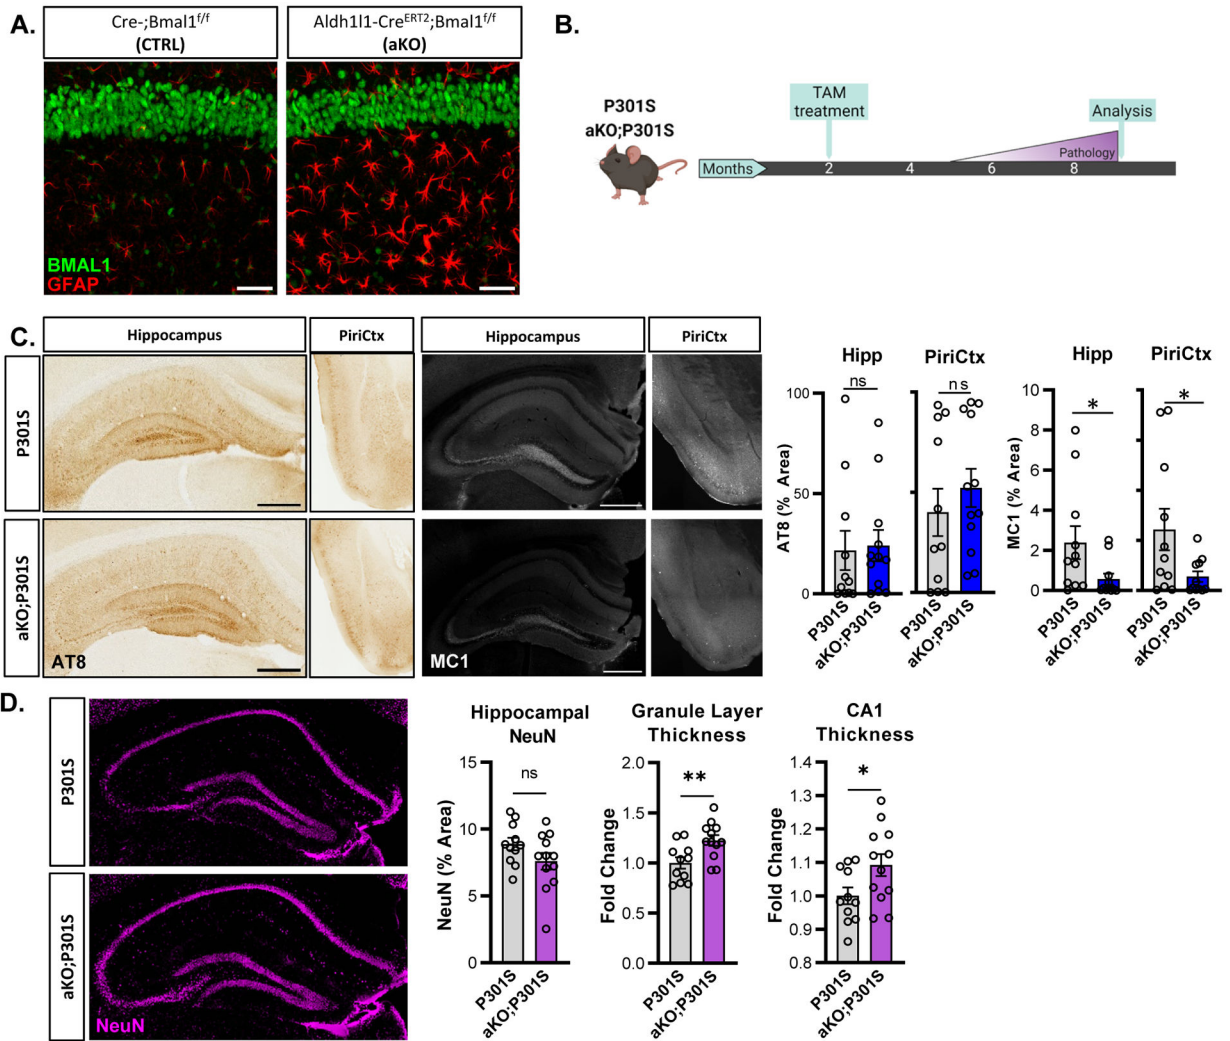 A.
Cre-;Bmal1f/f
(CTRL)
Aldh1l1-CreERT2;Bmal1f/f
(aKO)
BMAL1
GFAP
B.
P301S
aKO;P301S
TAM
treatment
Analysis
Pathology
Months
2
4
6
8
C.
Hippocampus
PiriCtx
Hippocampus
PiriCtx
P301S
aKO;P301S
AT8
MC1
Hipp
PiriCtx
ns
ns
AT8 (% Area)
100
50
0
P301S
aKO;P301S
P301S
aKO;P301S
Hipp
PiriCtx
*
*
MC1 (% Area)
10
8
6
4
2
0
P301S
aKO;P301S
P301S
aKO;P301S
D.
P301S
aKO;P301S
NeuN
Hippocampal
NeuN
ns
NeuN (% Area)
15
10
5
0
P301S
aKO;P301S
Granule Layer
Thickness
**
Fold Change
2.0
1.5
1.0
0.5
0.0
P301S
aKO;P301S
CA1
Thickness
*
Fold Change
1.4
1.3
1.2
1.1
1.0
0.9
0.8
P301S
aKO;P301S